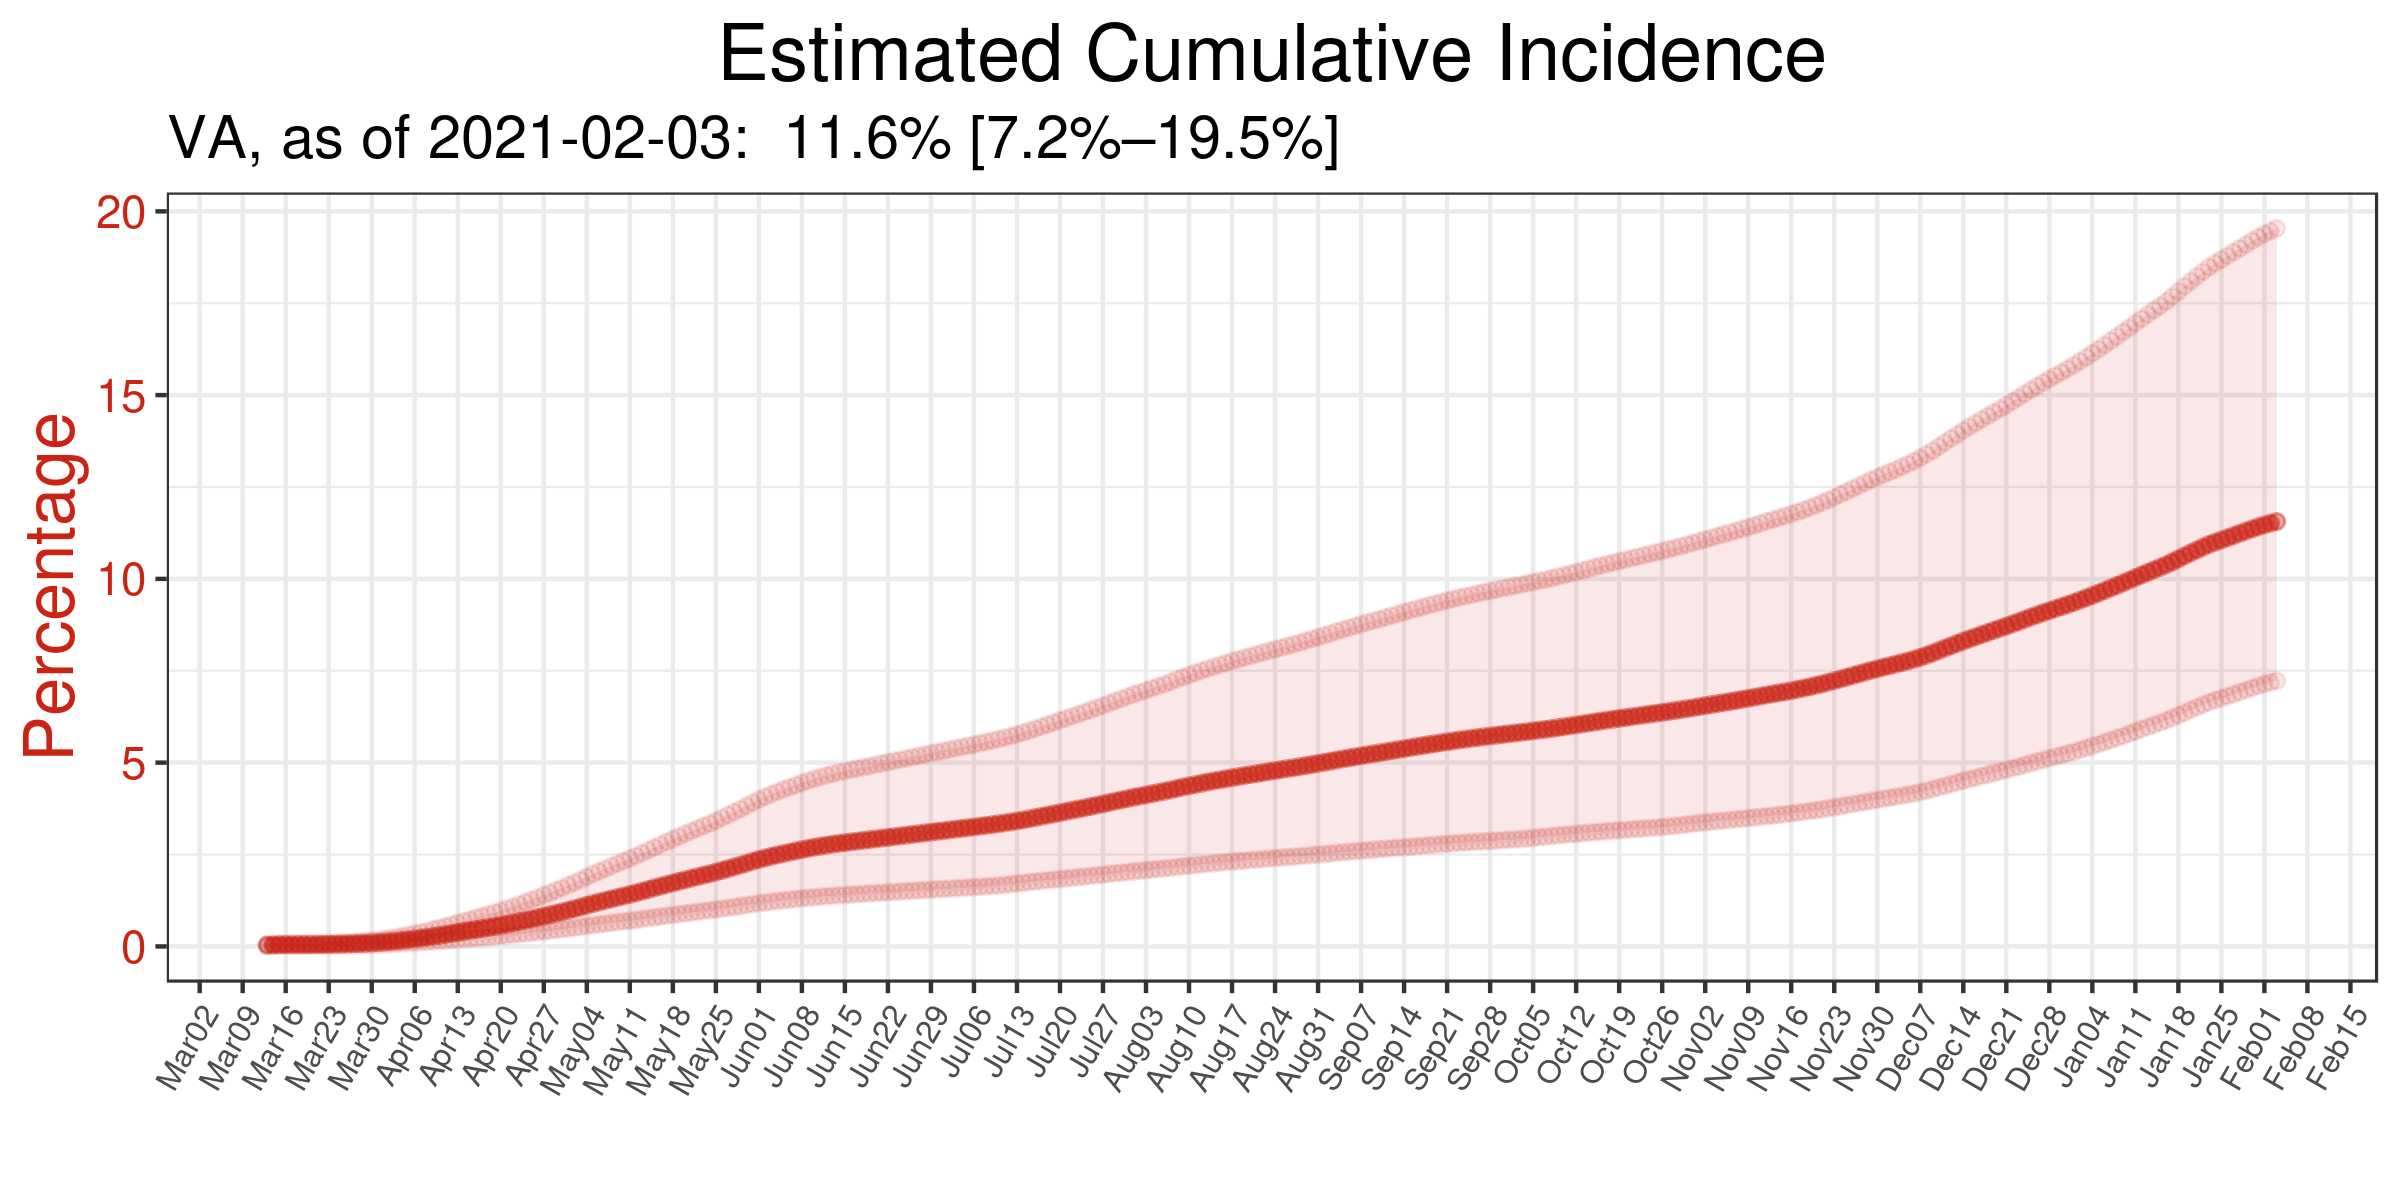 Estimated Cumulative Incidence
VA, as of 2021-02-03:  11.6% [7.2%–19.5%]
Percentage
20
15
10
5
0
Mar02
Mar09
Mar16
Mar23
Mar30
Apr06
Apr13
Apr20
Apr27
May04
May11
May18
May25
Jun01
Jun08
Jun15
Jun22
Jun29
Jul06
Jul13
Jul20
Jul27
Aug03
Aug10
Aug17
Aug24
Aug31
Sep07
Sep14
Sep21
Sep28
Oct05
Oct12
Oct19
Oct26
Nov02
Nov09
Nov16
Nov23
Nov30
Dec07
Dec14
Dec21
Dec28
Jan04
Jan11
Jan18
Jan25
Feb01
Feb08
Feb15